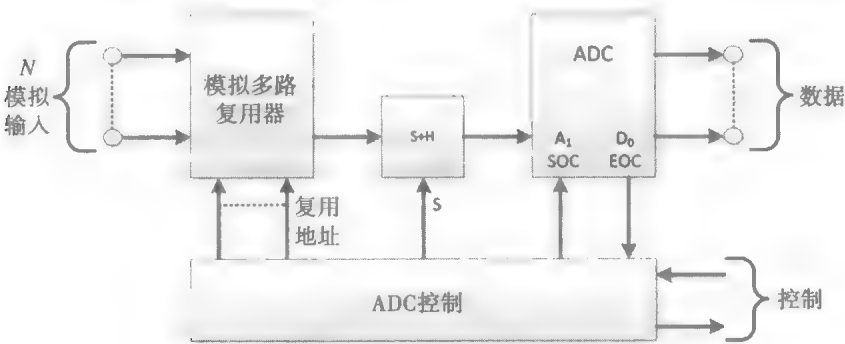 N
模拟
输入
模拟多路
复用器
S+H
ADC
A₁
SOC
D₀
EOC
数据
复用
地址
S
ADC控制
控制